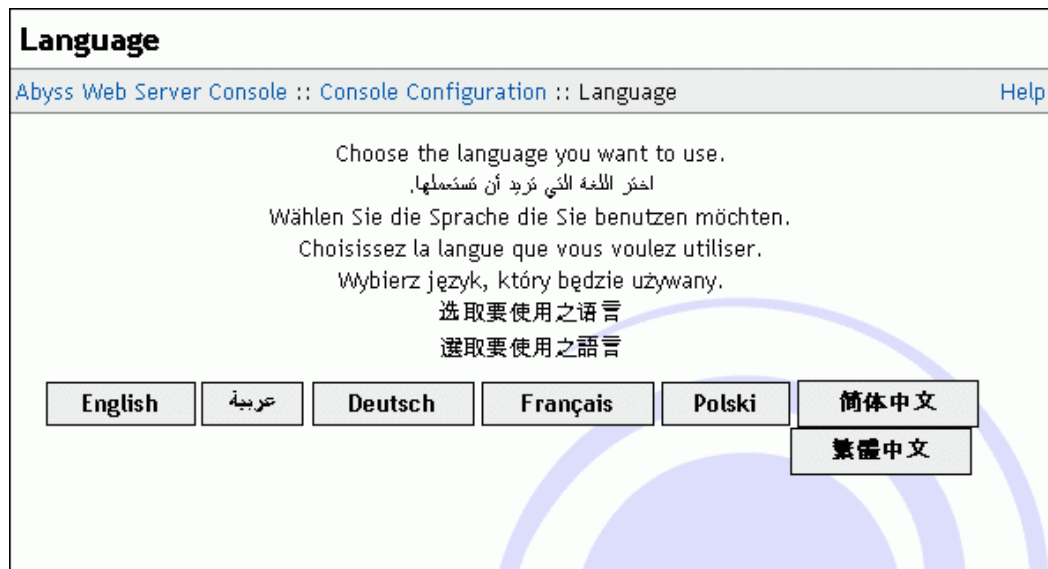 Language
Abyss Web Server Console :: Console Configuration :: Language Help
Choose the language you want to use.
اختر اللغة التي تريد أن تستعملها.
Wählen Sie die Sprache die Sie benutzen möchten.
Choisissez la langue que vous voulez utiliser.
Wybierz język, który będzie używany.
选取要使用之语言
選取要使用之語言
English عربية Deutsch Français Polski 简体中文
繁體中文